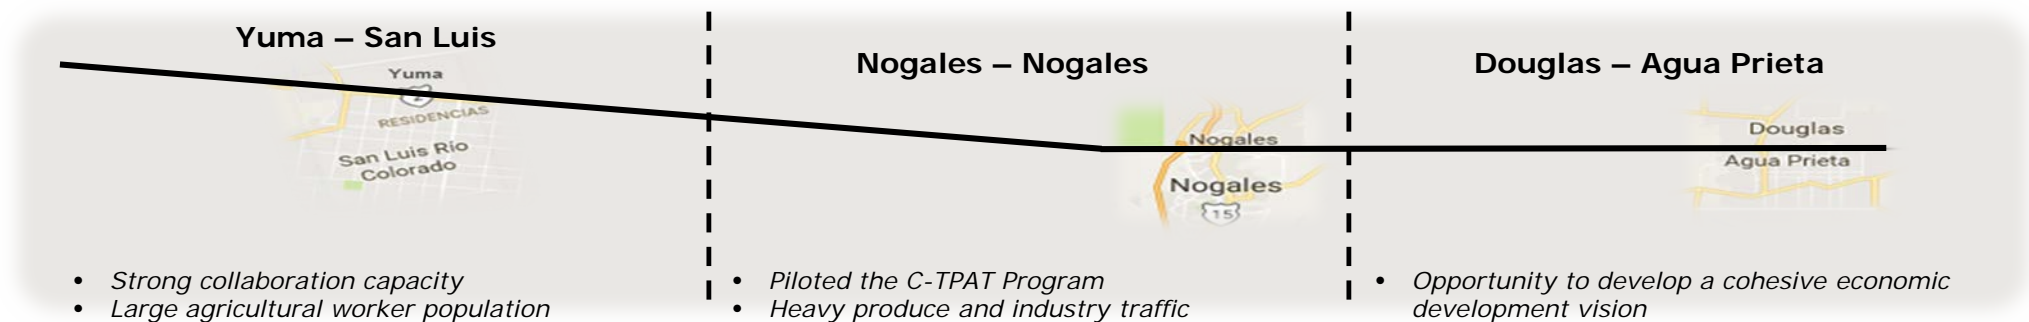 Yuma – San Luis
Yuma
2
RESIDENCIAS
San Luis Río
Colorado
• Strong collaboration capacity
• Large agricultural worker population
Nogales – Nogales
Nogales
Nogales
15
• Piloted the C-TPAT Program
• Heavy produce and industry traffic
Douglas – Agua Prieta
Douglas
Agua Prieta
• Opportunity to develop a cohesive economic
development vision